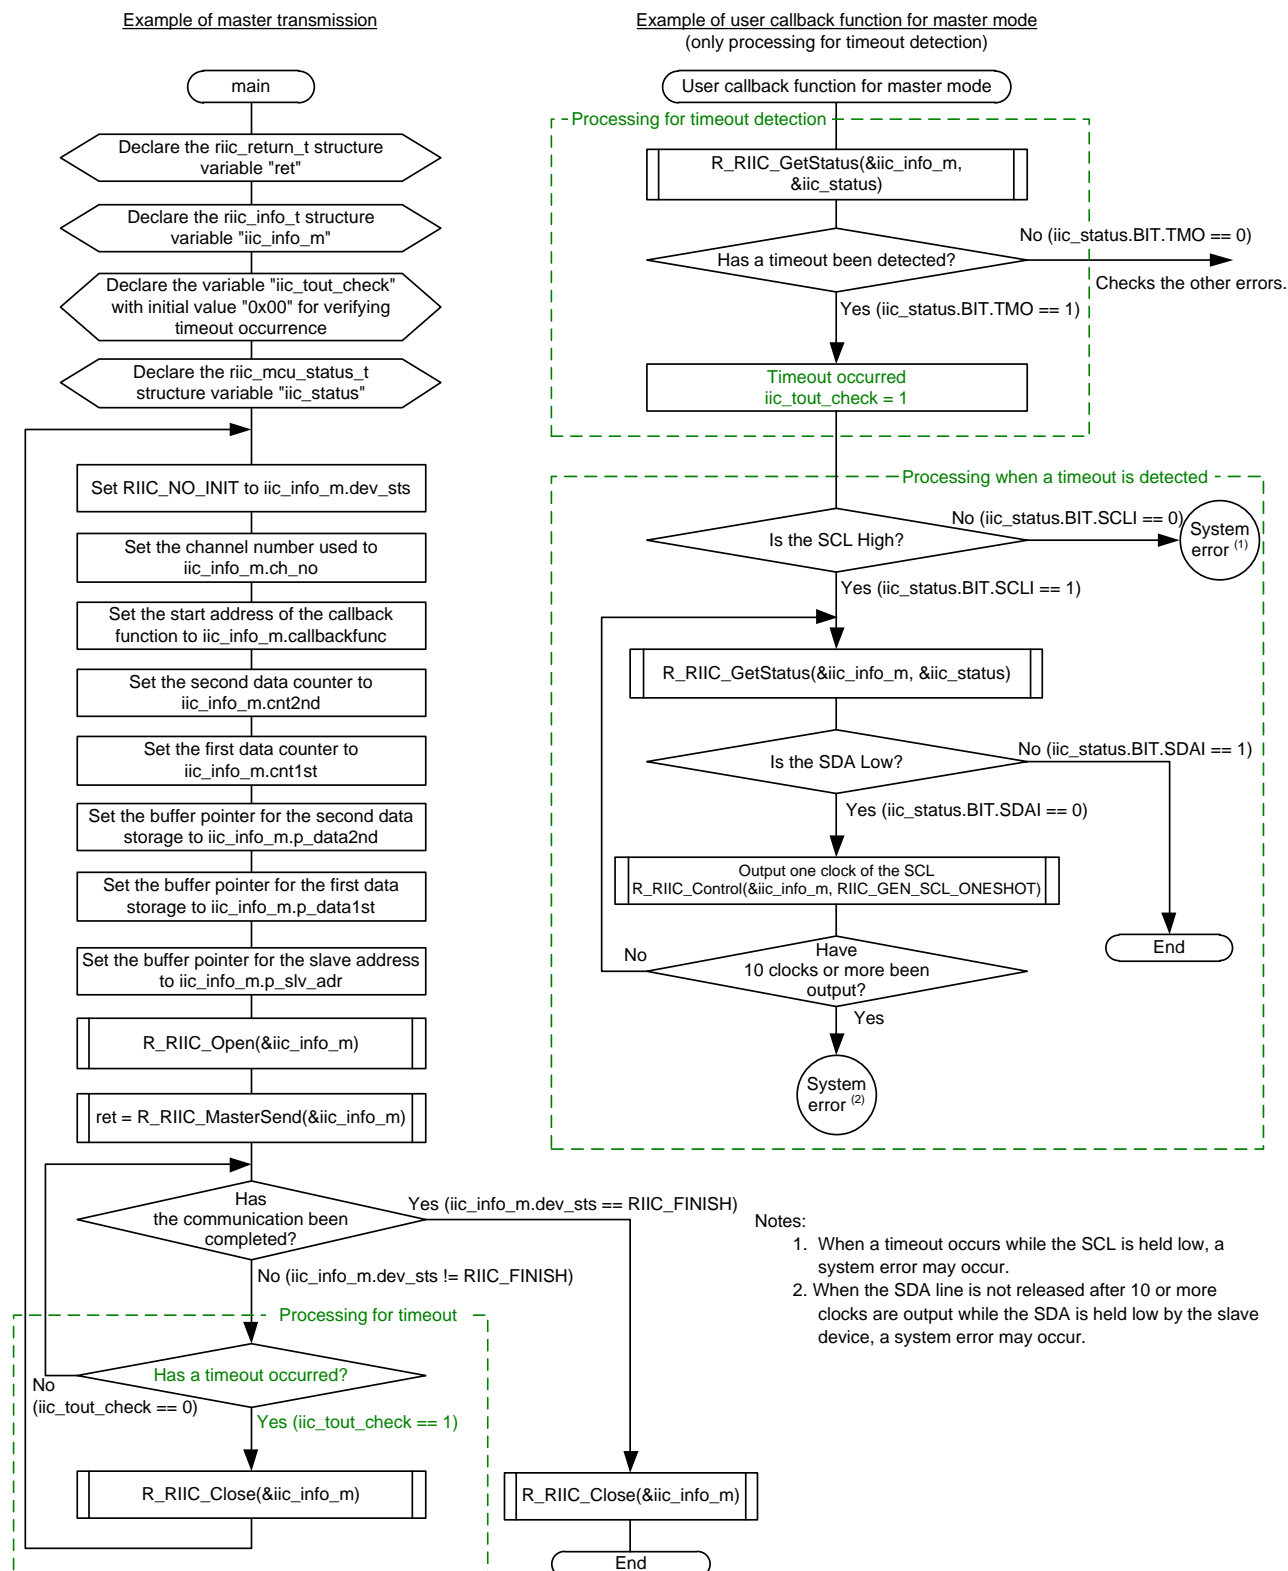 Example of master transmission
main
Declare the riic_return_t structure
variable "ret"
Declare the riic_info_t structure
variable "iic_info_m"
Declare the variable "iic_tout_check"
with initial value "0x00" for verifying
timeout occurrence
Declare the riic_mcu_status_t
structure variable "iic_status"
Set RIIC_NO_INIT to iic_info_m.dev_sts
Set the channel number used to
iic_info_m.ch_no
Set the start address of the callback
function to iic_info_m.callbackfunc
Set the second data counter to
iic_info_m.cnt2nd
Set the first data counter to
iic_info_m.cnt1st
Set the buffer pointer for the second data
storage to iic_info_m.p_data2nd
Set the buffer pointer for the first data
storage to iic_info_m.p_data1st
Set the buffer pointer for the slave address
to iic_info_m.p_slv_adr
R_RIIC_Open(&iic_info_m)
ret = R_RIIC_MasterSend(&iic_info_m)
Has
the communication been
completed?
Yes (iic_info_m.dev_sts == RIIC_FINISH)
No (iic_info_m.dev_sts != RIIC_FINISH)
Processing for timeout
Has a timeout occurred?
No
(iic_tout_check == 0)
Yes (iic_tout_check == 1)
R_RIIC_Close(&iic_info_m)
R_RIIC_Close(&iic_info_m)
End
Example of user callback function for master mode
(only processing for timeout detection)
User callback function for master mode
Processing for timeout detection
R_RIIC_GetStatus(&iic_info_m,
&iic_status)
Has a timeout been detected?
No (iic_status.BIT.TMO == 0)
Checks the other errors.
Yes (iic_status.BIT.TMO == 1)
Timeout occurred
iic_tout_check = 1
Processing when a timeout is detected
Is the SCL High?
No (iic_status.BIT.SCLI == 0)
System
error (1)
Yes (iic_status.BIT.SCLI == 1)
R_RIIC_GetStatus(&iic_info_m, &iic_status)
Is the SDA Low?
No (iic_status.BIT.SDAI == 1)
Yes (iic_status.BIT.SDAI == 0)
Output one clock of the SCL
R_RIIC_Control(&iic_info_m, RIIC_GEN_SCL_ONESHOT)
No
Have
10 clocks or more been
output?
End
Yes
System
error (2)
Notes:
1. When a timeout occurs while the SCL is held low, a
system error may occur.
2. When the SDA line is not released after 10 or more
clocks are output while the SDA is held low by the slave
device, a system error may occur.